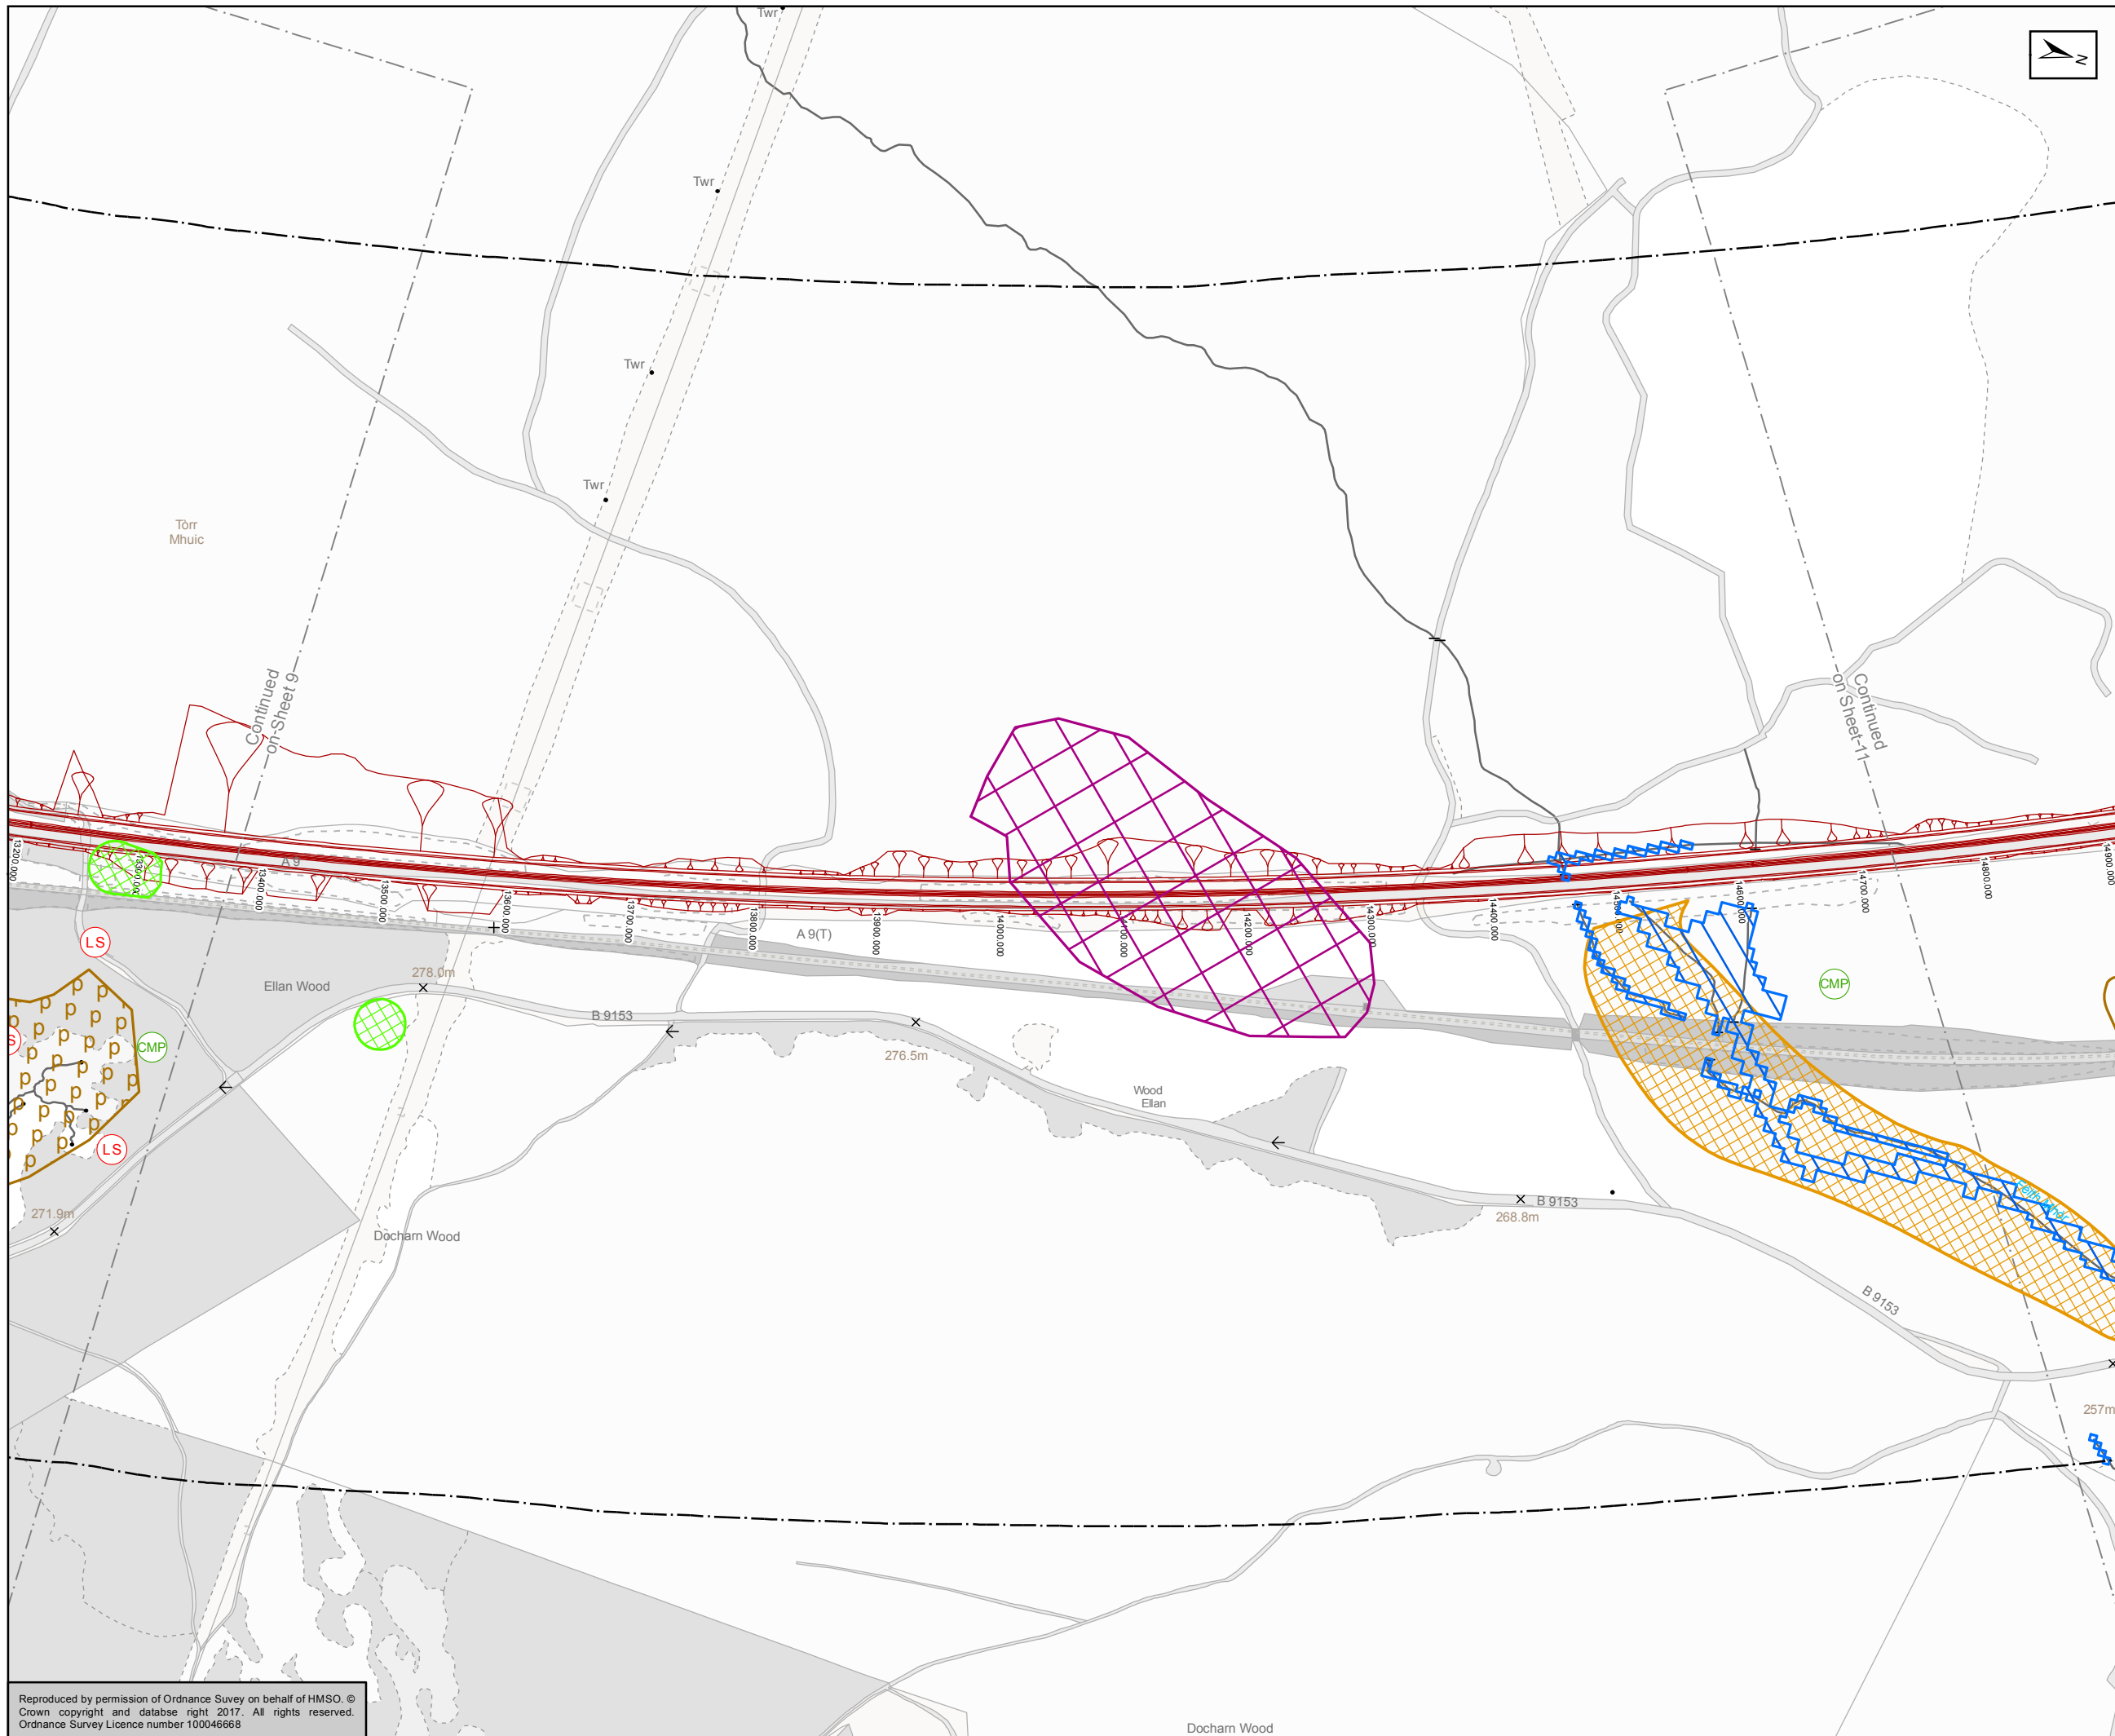 Twr
N
Twr
Twr
Twr
Tòrr
Mhuic
Continued
on Sheet 9
Continued
on Sheet 11
A 9
13200.000
13300.000
13400.000
13500.000
13600.000
13700.000
13800.000
13900.000
14000.000
14100.000
14200.000
14300.000
14400.000
14500.000
14600.000
14700.000
14800.000
14900.000
A 9(T)
LS
278.0m
Ellan Wood
CMP
B 9153
S
CMP
276.5m
Wood
Ellan
LS
p p p p p p p p p p p p p p p p p p p p p p p p
271.9m
Docharn Wood
B 9153
268.8m
B 9153
257m
Docharn Wood
Reproduced by permission of Ordnance Suvey on behalf of HMSO. ©
Crown copyright and databse right 2017. All rights reserved.
Ordnance Survey Licence number 100046668